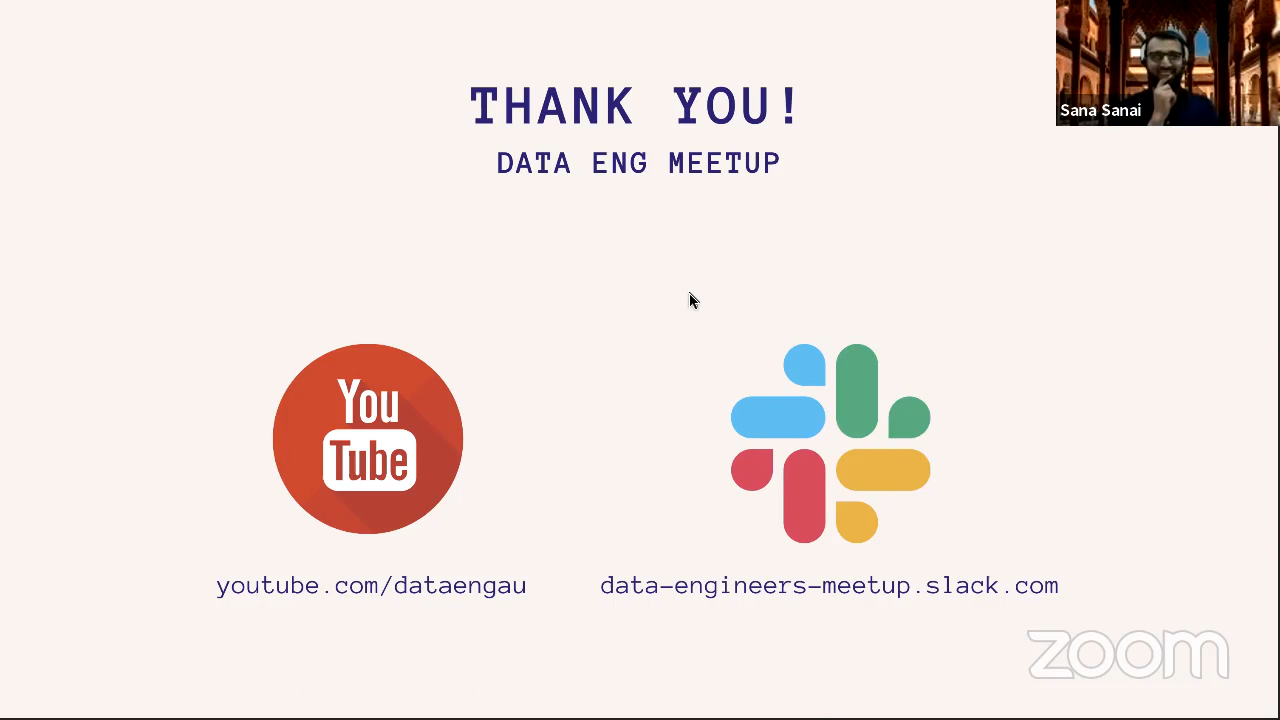 THANK YOU!
DATA ENG MEETUP
Sana Sanai
You
Tube
youtube.com/dataengau
data-engineers-meetup.slack.com
zoom